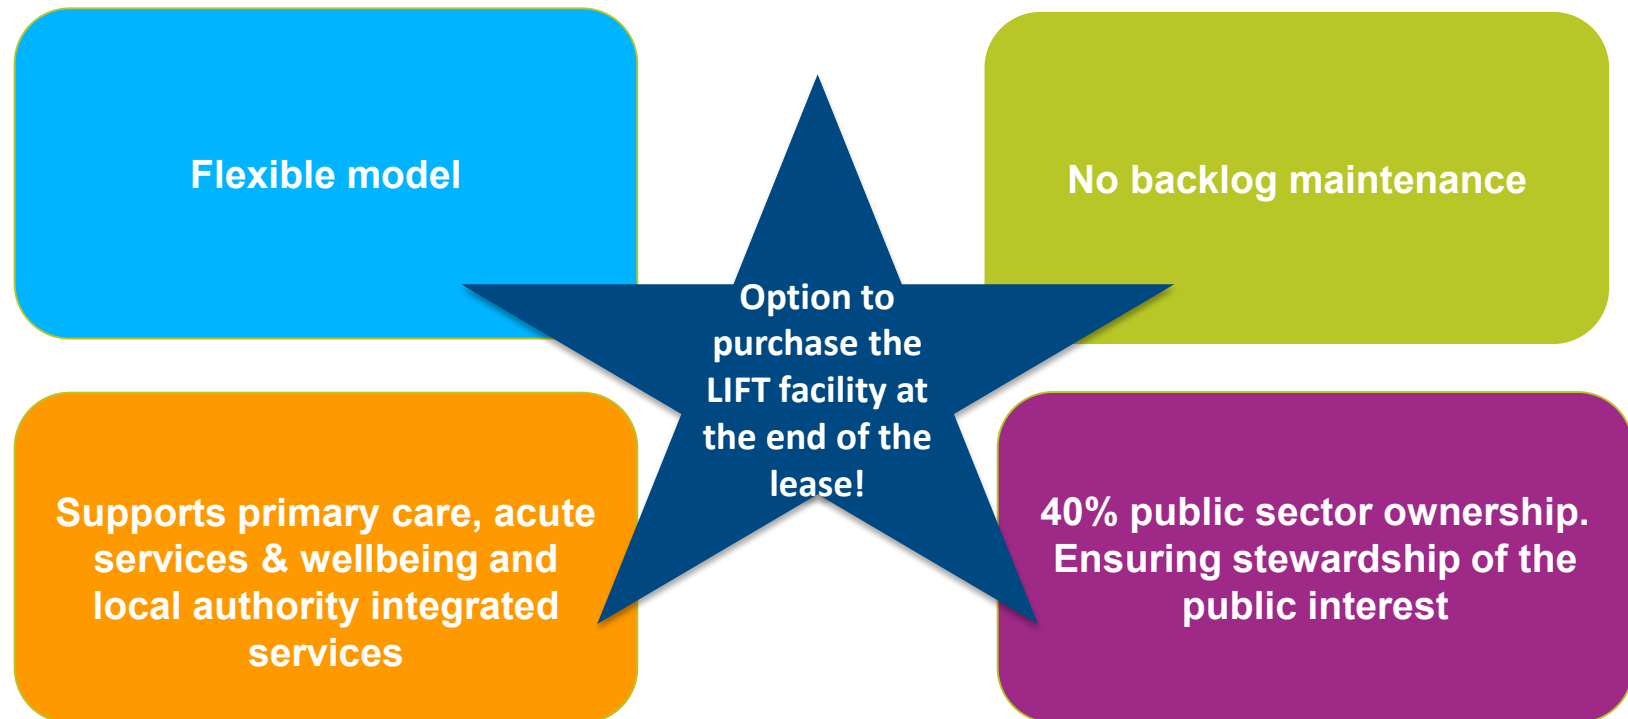 Flexible model
No backlog maintenance
Option to
purchase the
LIFT facility at
the end of the
lease!
Supports primary care, acute
services & wellbeing and
local authority integrated
services
40% public sector ownership.
Ensuring stewardship of the
public interest